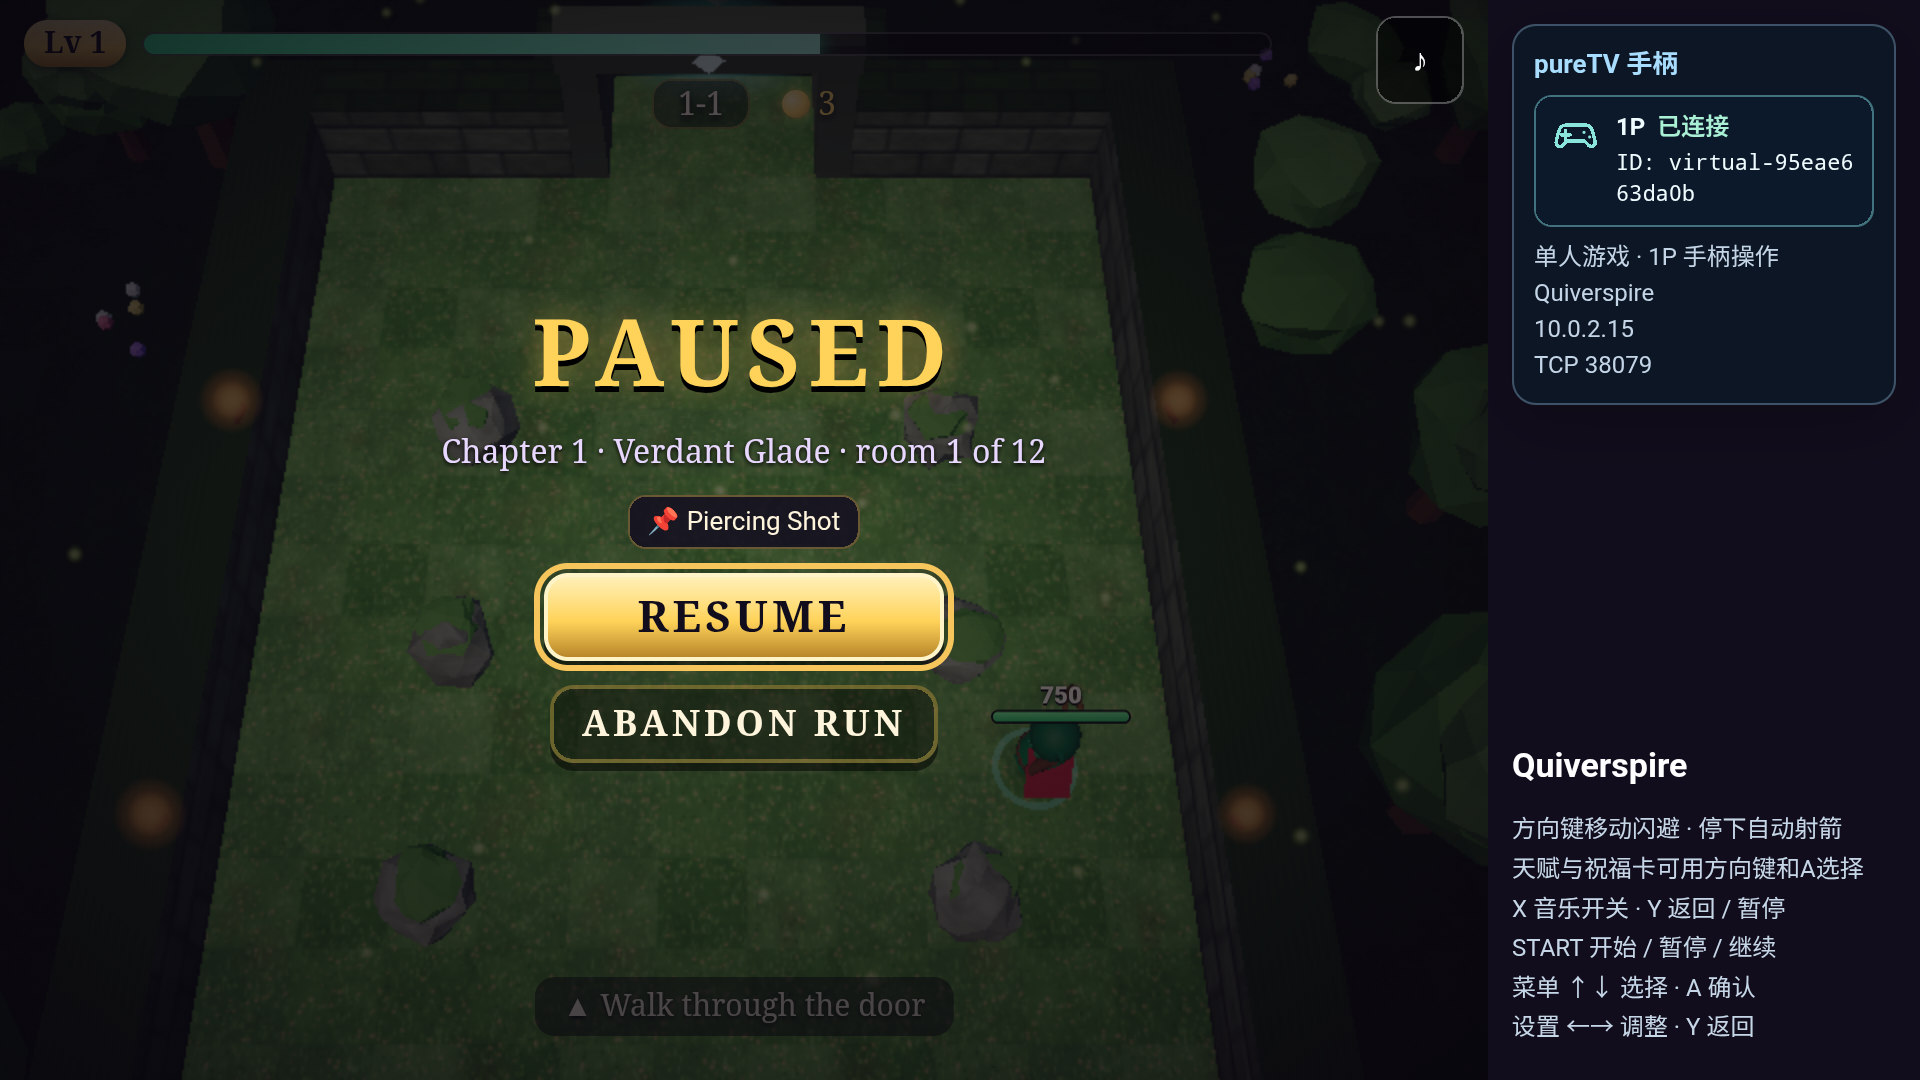 Lv 1
1-1
3
♪
PAUSED
Chapter 1 · Verdant Glade · room 1 of 12
📌 Piercing Shot
RESUME
ABANDON RUN
750
▲ Walk through the door
pureTV 手柄
1P 已连接
ID: virtual-95eae6
63da0b
单人游戏 · 1P 手柄操作
Quiverspire
10.0.2.15
TCP 38079
Quiverspire
方向键移动闪避 · 停下自动射箭
天赋与祝福卡可用方向键和A选择
X 音乐开关 · Y 返回 / 暂停
START 开始 / 暂停 / 继续
菜单 ↑↓ 选择 · A 确认
设置 ←→ 调整 · Y 返回